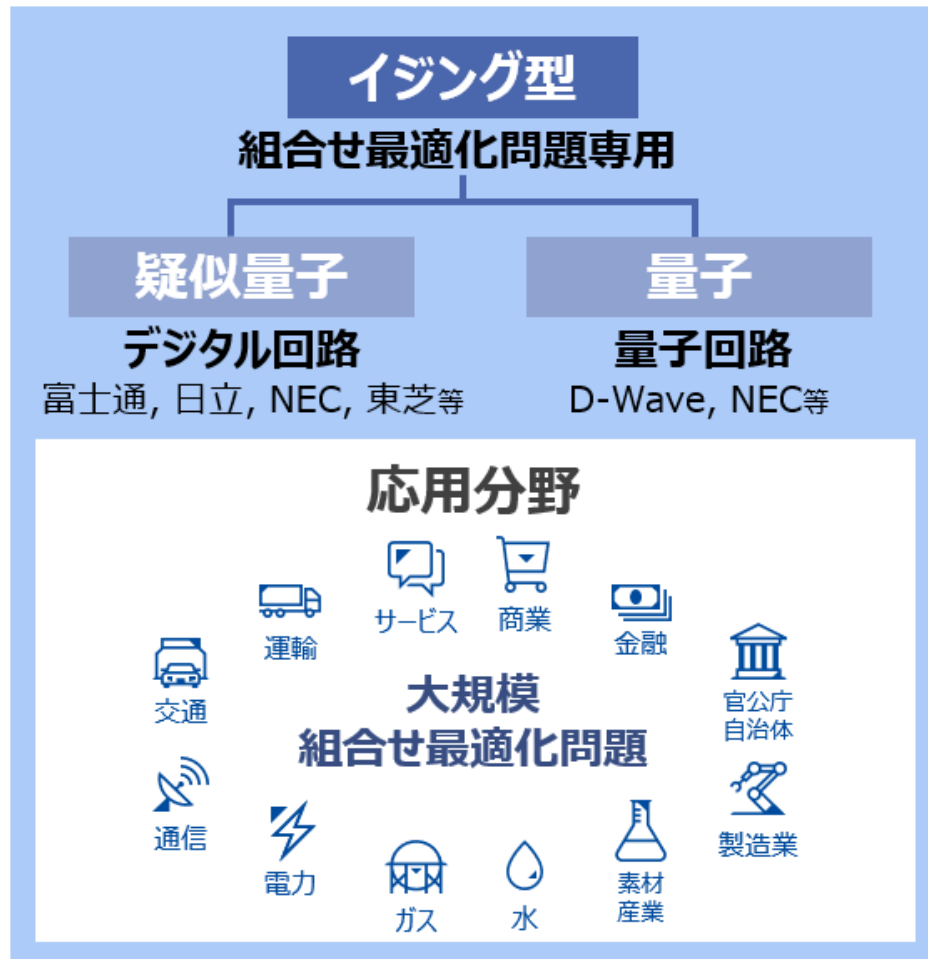 イジング型
組合せ最適化問題専用
疑似量子
量子
デジタル回路
量子回路
富士通, 日立, NEC, 東芝等
D-Wave, NEC等
応用分野
サービス
商業
運輸
金融
交通
官公庁
自治体
大規模
組合せ最適化問題
通信
製造業
電力
ガス
水
素材
産業